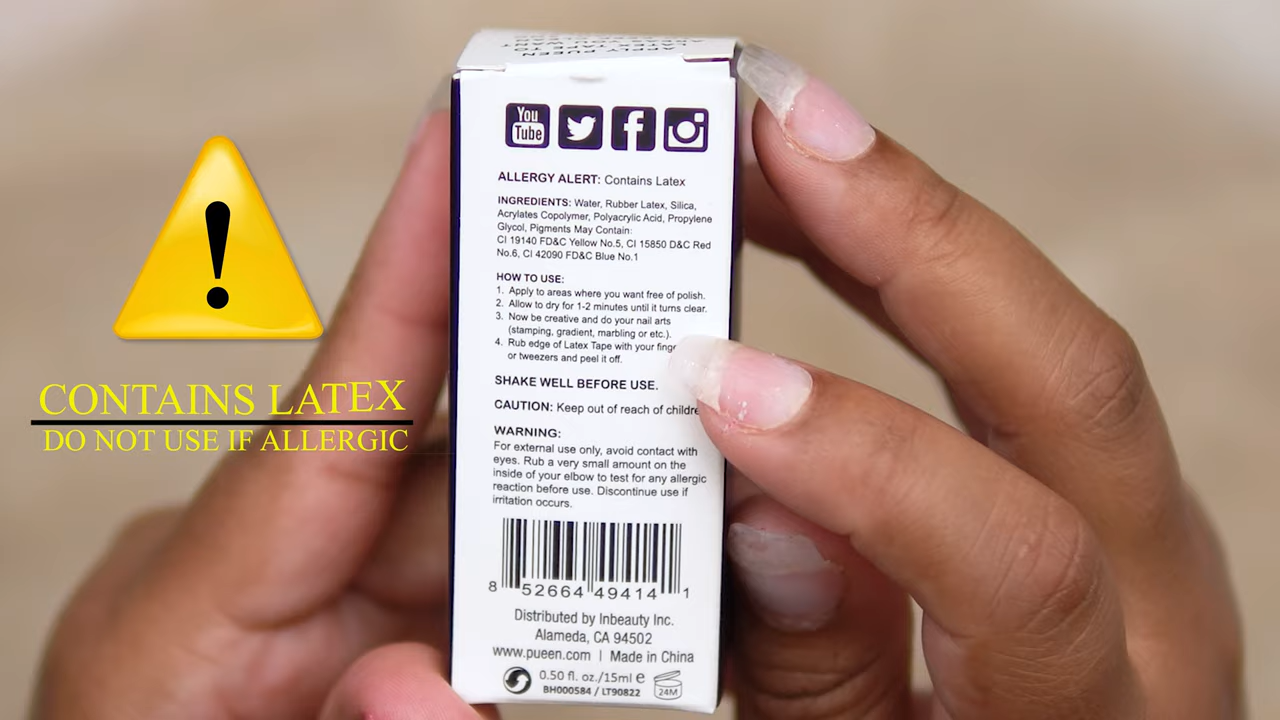 APPLY PUEEN
LATEX TAPE TO
AREAS YOU WANT
You
Tube
ALLERGY ALERT: Contains Latex
INGREDIENTS: Water, Rubber Latex, Silica,
Acrylates Copolymer, Polyacrylic Acid, Propylene
Glycol, Pigments May Contain:
CI 19140 FD&C Yellow No.5, CI 15850 D&C Red
No.6, CI 42090 FD&C Blue No.1
HOW TO USE:
1. Apply to areas where you want free of polish.
2. Allow to dry for 1-2 minutes until it turns clear.
3. Now be creative and do your nail arts
(stamping, gradient, marbling or etc.).
4. Rub edge of Latex Tape with your
or tweezers and peel it off.
SHAKE WELL BEFORE USE.
CAUTION: Keep out of reach of
WARNING:
For external use only, avoid contact with
eyes. Rub a very small amount on the
inside of your elbow to test for any allergic
reaction before use. Discontinue use if
irritation occurs.
8 52664 49414 1
Distributed by Inbeauty Inc.
Alameda, CA 94502
www.pueen.com | Made in China
0.50 fl. oz./15ml e
BH000584 / LT90822
24M
!
CONTAINS LATEX
DO NOT USE IF ALLERGIC